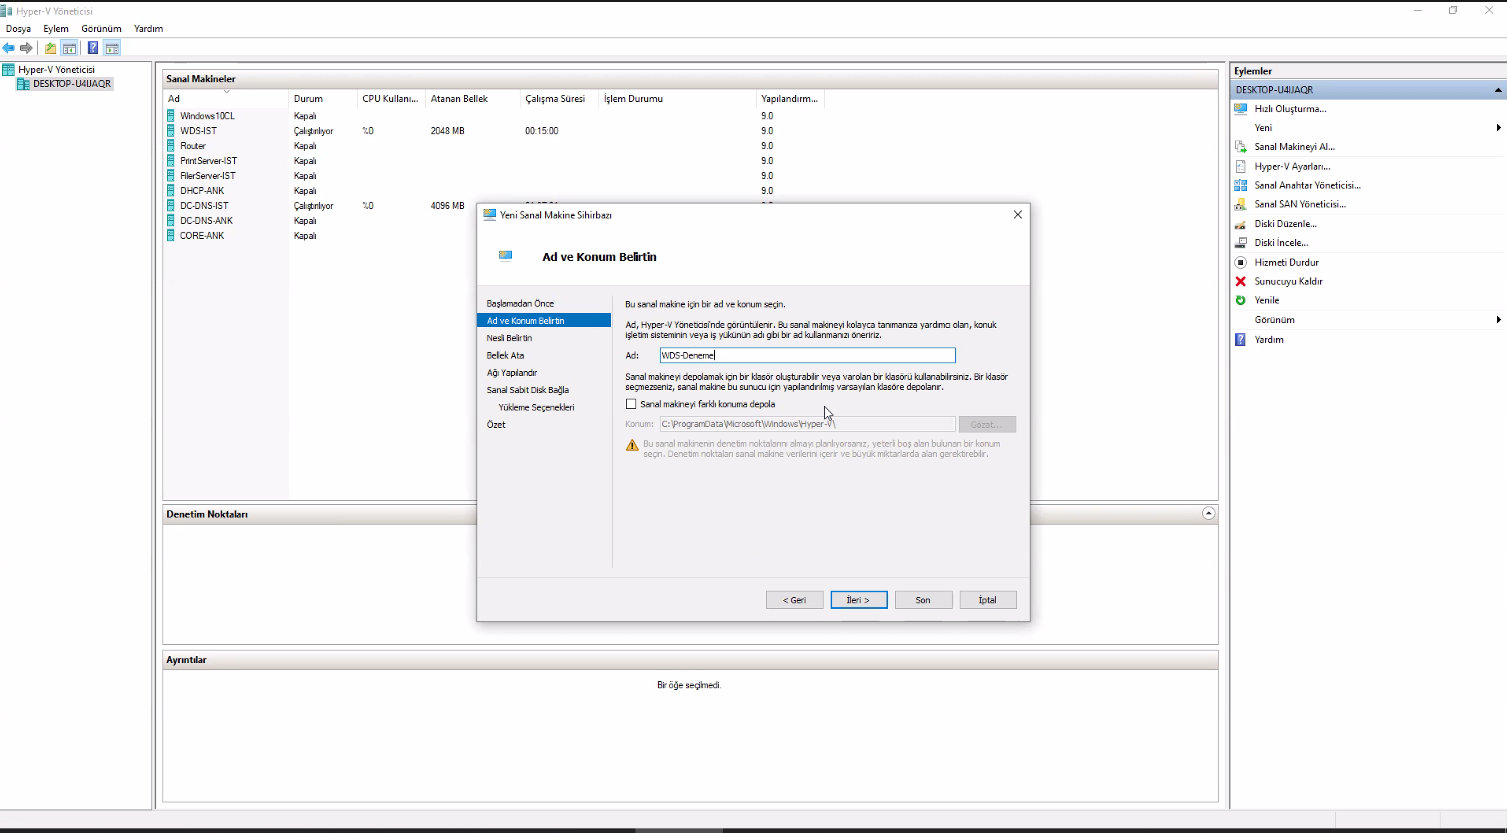 Hyper-V Yöneticisi
Dosya Eylem Görünüm Yardım
Hyper-V Yöneticisi
DESKTOP-U4IJAQR
Sanal Makineler
Ad Durum CPU Kullanı... Atanan Bellek Çalışma Süresi İşlem Durumu Yapılandırm...
Windows10CL Kapalı 9.0
WDS-IST Çalıştırılıyor %0 2048 MB 00:15:00 9.0
Router Kapalı 9.0
PrintServer-IST Kapalı 9.0
FilerServer-IST Kapalı 9.0
DHCP-ANK Kapalı 9.0
DC-DNS-IST Çalıştırılıyor %0 4096 MB
DC-DNS-ANK Kapalı
CORE-ANK Kapalı
Yeni Sanal Makine Sihirbazı
Ad ve Konum Belirtin
Başlamadan Önce
Ad ve Konum Belirtin
Nesli Belirtin
Bellek Ata
Ağı Yapılandır
Sanal Sabit Disk Bağla
Yükleme Seçenekleri
Özet
Bu sanal makine için bir ad ve konum seçin.
Ad, Hyper-V Yöneticisi'nde görüntülenir. Bu sanal makineyi kolayca tanımanıza yardımcı olan, konuk
işletim sisteminin veya iş yükünün adı gibi bir ad kullanmanızı öneririz.
Ad: WDS-Deneme
Sanal makineyi depolamak için bir klasör oluşturabilir veya varolan bir klasörü kullanabilirsiniz. Bir klasör
seçmezseniz, sanal makine bu sunucu için yapılandırılmış varsayılan klasöre depolanır.
Sanal makineyi farklı konuma depola
Konum: C:\ProgramData\Microsoft\Windows\Hyper-V\ Gözat...
Bu sanal makinenin denetim noktalarını almayı planlıyorsanız, yeterli boş alan bulunan bir konum
seçin. Denetim noktaları sanal makine verilerini içerir ve büyük miktarlarda alan gerektirebilir.
< Geri İleri > Son İptal
Denetim Noktaları
Ayrıntılar
Bir öğe seçilmedi.
Eylemler
DESKTOP-U4IJAQR
Hızlı Oluşturma...
Yeni
Sanal Makineyi Al...
Hyper-V Ayarları...
Sanal Anahtar Yöneticisi...
Sanal SAN Yöneticisi...
Diski Düzenle...
Diski İncele...
Hizmeti Durdur
Sunucuyu Kaldır
Yenile
Görünüm
Yardım